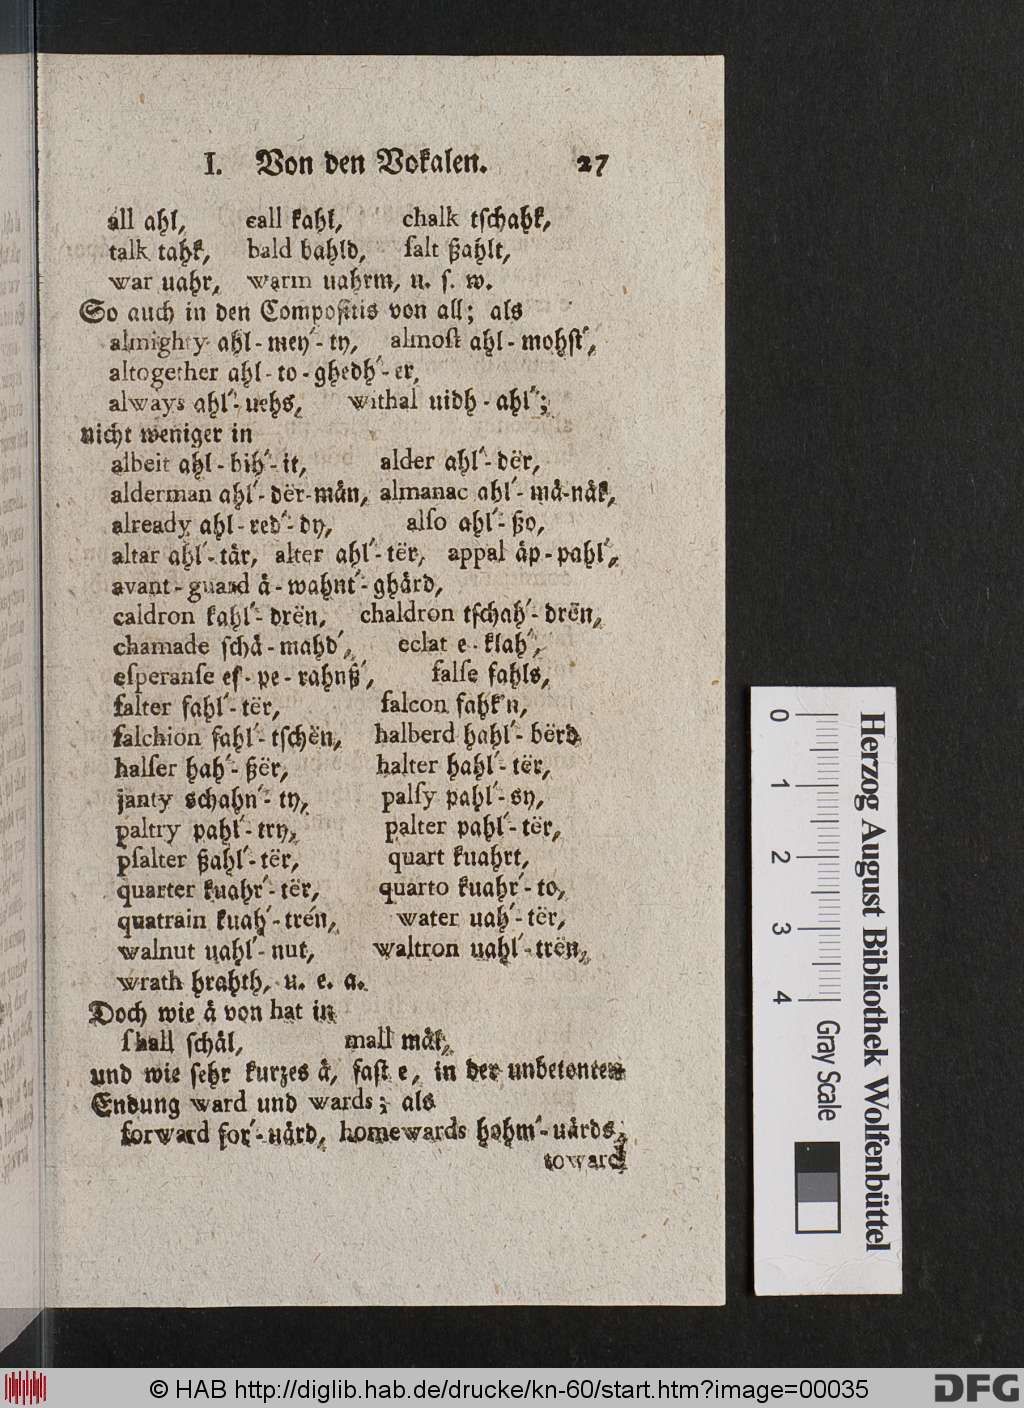 I. Von den Vokalen. 27
all ahl, call kahl, chalk tſchahk,
talk tahk, bald bahld, ſalt ßahlt,
war uahr, warm uahrm, u. ſ. w.
So auch in den Compoſitis von all; als
almighty ahl-mey´-ty, almoſt ahl-mohſt´,
altogether ahl-to-ghedh´-er,
always ahl´-uehs, withal uidh-ahl´;
nicht weniger in
albeit ahl-bih´-it, alder ahl´-dër,
alderman ahl´-dër-mån, almanac ahl´-må-nåk,
already ahl-red´-dy, alſo ahl´-ßo,
altar ahl´-tår, alter ahl´-tër, appal åp-pahl´,
avant-guard å-wahnt´-ghård,
caldron kahl´-drën, chaldron tſchah´-drën,
chamade ſchå-mahd´, eclat e-klah´,
eſperanſe eſ-pe-rahnß´, falſe fahls,
falter fahl´-tër, falcon fahk´n,
falchion fahl´-tſchën, halberd hahl´-bërd
halſer hah´-ßër, halter hahl´-tër,
janty schahn´-ty, palſy pahl´-sy,
paltry pahl´-try, palter pahl´-tër,
pſalter ßahl´-tër, quart kuahrt,
quarter kuahr´-tër, quarto kuahr´-to,
quatrain kuah´-trén, water uah´-tër,
walnut uahl´-nut, waltron uahl´-trën,
wrath hrahth, u. e. a.
Doch wie å von hat in
ſhall ſchål, mall måk,
und wie ſehr kurzes å, faſt e, in der unbetonten
Endung ward und wards; als
forward for´-uård, homewards hohm´-uårds,
toward
Herzog August Bibliothek Wolfenbüttel
0 1 2 3 4 Gray Scale
© HAB http://diglib.hab.de/drucke/kn-60/start.htm?image=00035 DFG